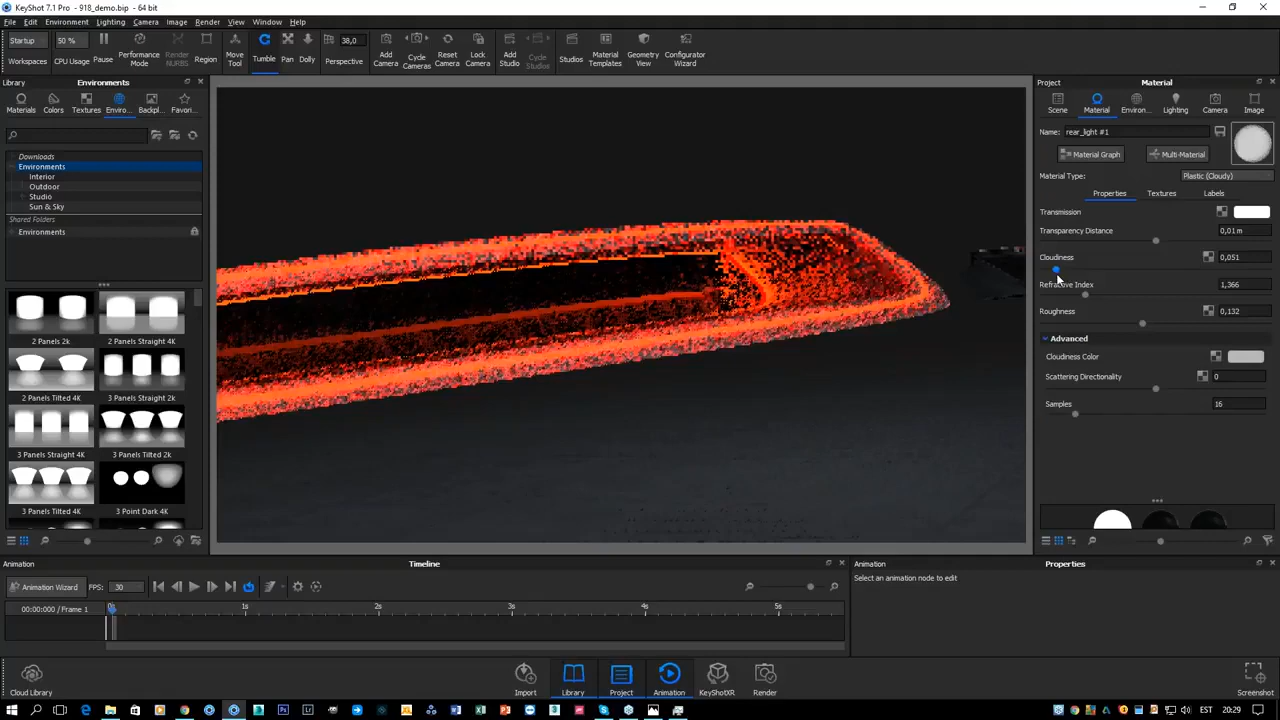 KeyShot 7.1 Pro - 918_demo.bip - 64 bit
File Edit Environment Lighting Camera Image Render View Window Help
Startup 50 % 38,0
Workspaces CPU Usage Pause Performance Mode Render NURBS Region Move Tool Tumble Pan Dolly Perspective Add Camera Cycle Cameras Reset Camera Lock Camera Add Studio Cycle Studios Studios Material Templates Geometry View Configurator Wizard
Library Environments
Materials Colors Textures Enviro... Backpl... Favori...
Downloads
Environments
Interior
Outdoor
Studio
Sun & Sky
Shared Folders
Environments
2 Panels 2k 2 Panels Straight 4K
2 Panels Tilted 4K 3 Panels Straight 2k
3 Panels Straight 4K 3 Panels Tilted 2k
3 Panels Tilted 4K 3 Point Dark 4K
Project Material
Scene Material Environ... Lighting Camera Image
Name: rear_light #1
Material Graph Multi-Material
Material Type: Plastic (Cloudy)
Properties Textures Labels
Transmission
Transparency Distance 0,01 m
Cloudiness 0,051
Refractive Index 1,366
Roughness 0,132
Advanced
Cloudiness Color
Scattering Directionality 0
Samples 16
Animation Timeline
Animation Wizard FPS: 30
00:00:000 / Frame 1 0s 1s 2s 3s 4s 5s
Animation Properties
Select an animation node to edit
Cloud Library Import Library Project Animation KeyShotXR Render Screenshot
EST 20:29